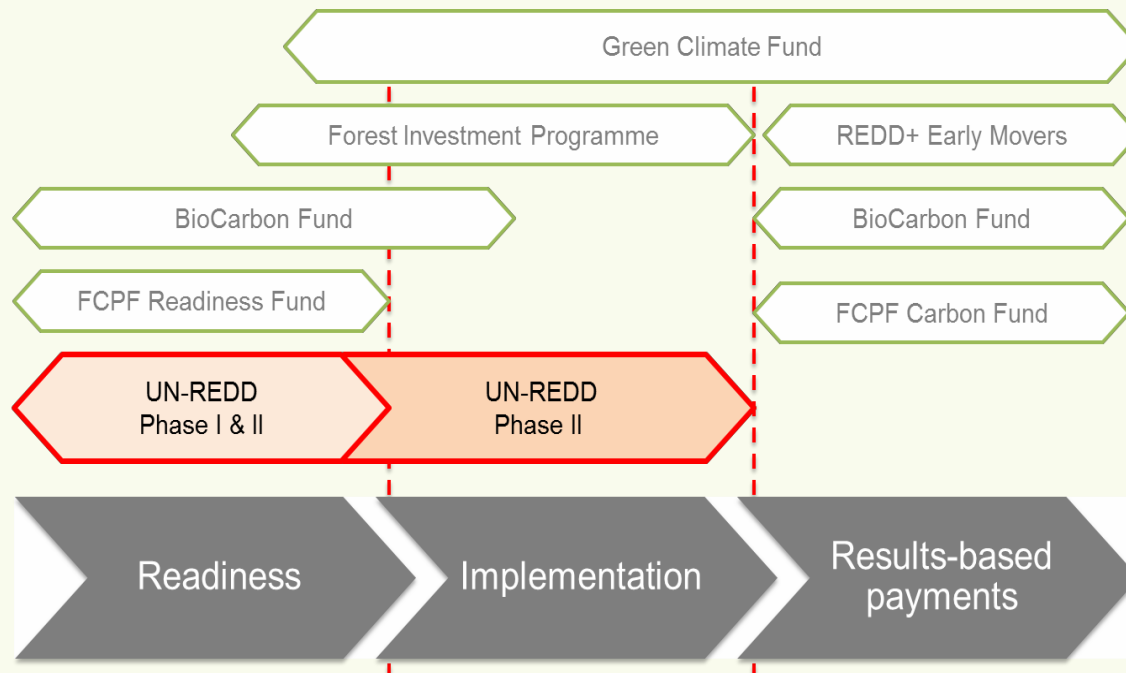 Green Climate Fund
Forest Investment Programme
REDD+ Early Movers
BioCarbon Fund
BioCarbon Fund
FCPF Readiness Fund
FCPF Carbon Fund
UN-REDD
Phase I & II
UN-REDD
Phase II
Readiness
Implementation
Results-based
payments